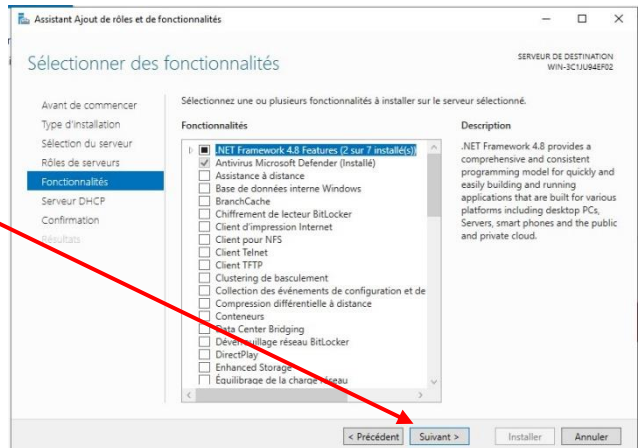 Assistant Ajout de rôles et de fonctionnalités
Sélectionner des fonctionnalités
SERVEUR DE DESTINATION
WIN-3C1JU94EF02
Avant de commencer
Type d'installation
Sélection du serveur
Rôles de serveurs
Fonctionnalités
Serveur DHCP
Confirmation
Résultats
Sélectionnez une ou plusieurs fonctionnalités à installer sur le serveur sélectionné.
Fonctionnalités
.NET Framework 4.8 Features (2 sur 7 installé(s))
Antivirus Microsoft Defender (Installé)
Assistance à distance
Base de données interne Windows
BranchCache
Chiffrement de lecteur BitLocker
Client d'impression Internet
Client pour NFS
Client Telnet
Client TFTP
Clustering de basculement
Collection des événements de configuration et de
Compression différentielle à distance
Conteneurs
Data Center Bridging
Déverrouillage réseau BitLocker
DirectPlay
Enhanced Storage
Équilibrage de la charge réseau
Description
.NET Framework 4.8 provides a
comprehensive and consistent
programming model for quickly and
easily building and running
applications that are built for various
platforms including desktop PCs,
Servers, smart phones and the public
and private cloud.
< Précédent
Suivant >
Installer
Annuler